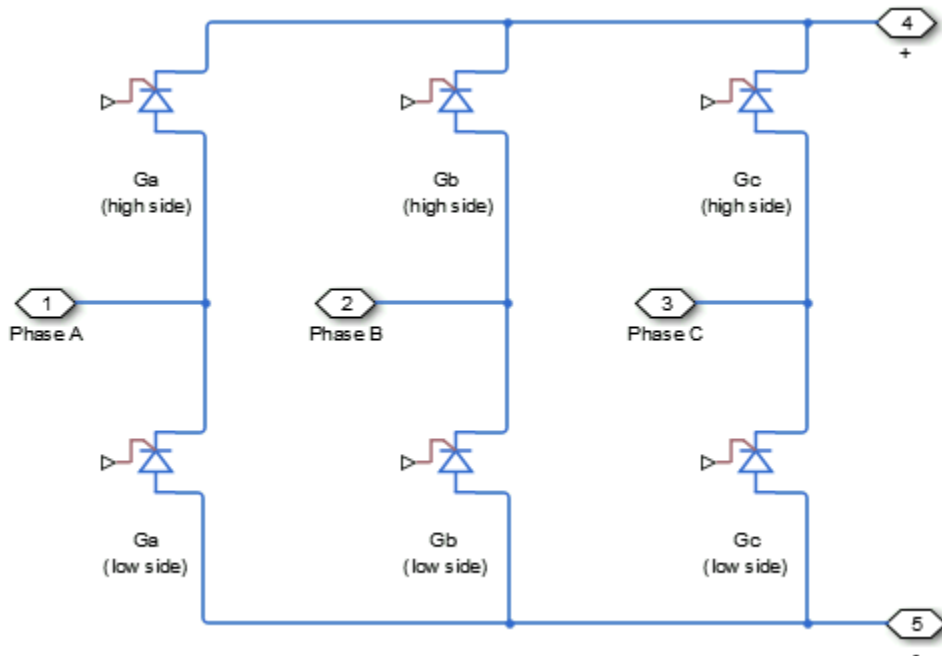 4
+
Ga
(high side)
Gb
(high side)
Gc
(high side)
1
Phase A
2
Phase B
3
Phase C
Ga
(low side)
Gb
(low side)
Gc
(low side)
5
-